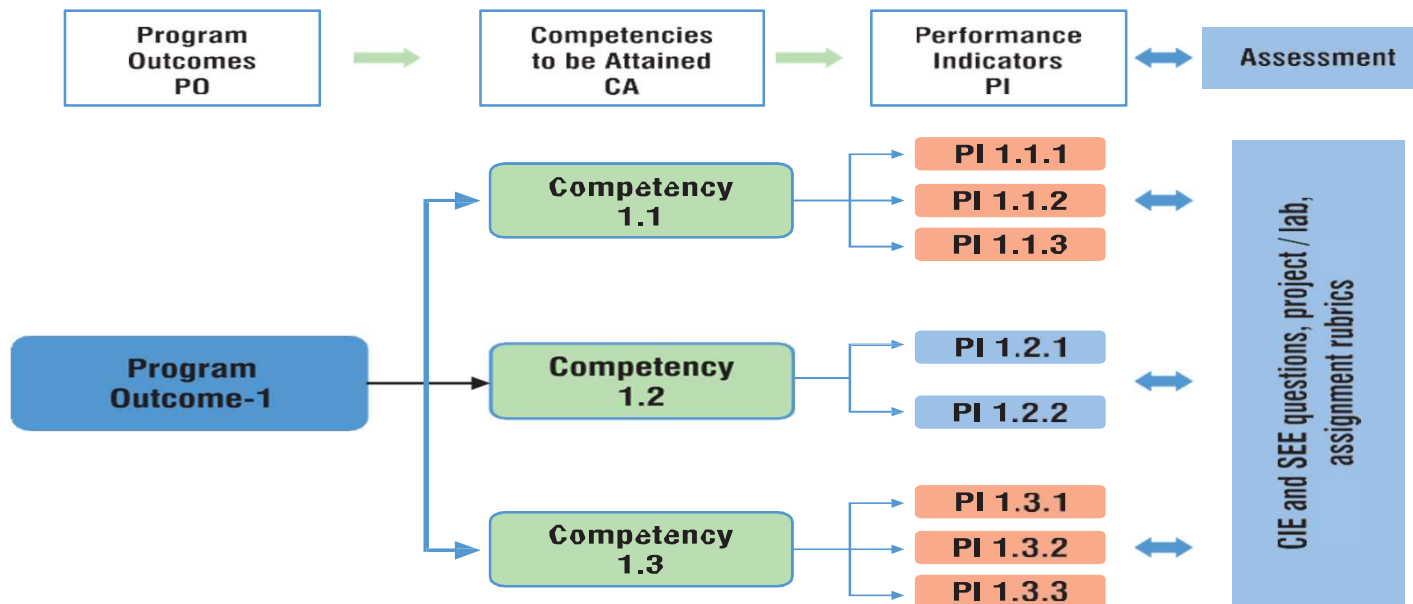 Program
Outcomes
PO
Competencies
to be Attained
CA
Performance
Indicators
PI
Assessment
Program
Outcome-1
Competency
1.1
PI 1.1.1
PI 1.1.2
PI 1.1.3
Competency
1.2
PI 1.2.1
PI 1.2.2
Competency
1.3
PI 1.3.1
PI 1.3.2
PI 1.3.3
CIE and SEE questions, project / lab,
assignment rubrics